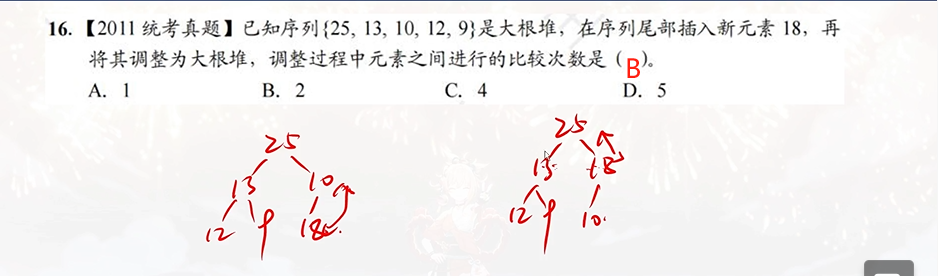 16.【2011 统考真题】已知序列{25, 13, 10, 12, 9}是大根堆，在序列尾部插入新元素 18，再
将其调整为大根堆，调整过程中元素之间进行的比较次数是（ B ）。
A. 1 B. 2 C. 4 D. 5
25 25
13 10 13 18
12 9 18 12 9 10